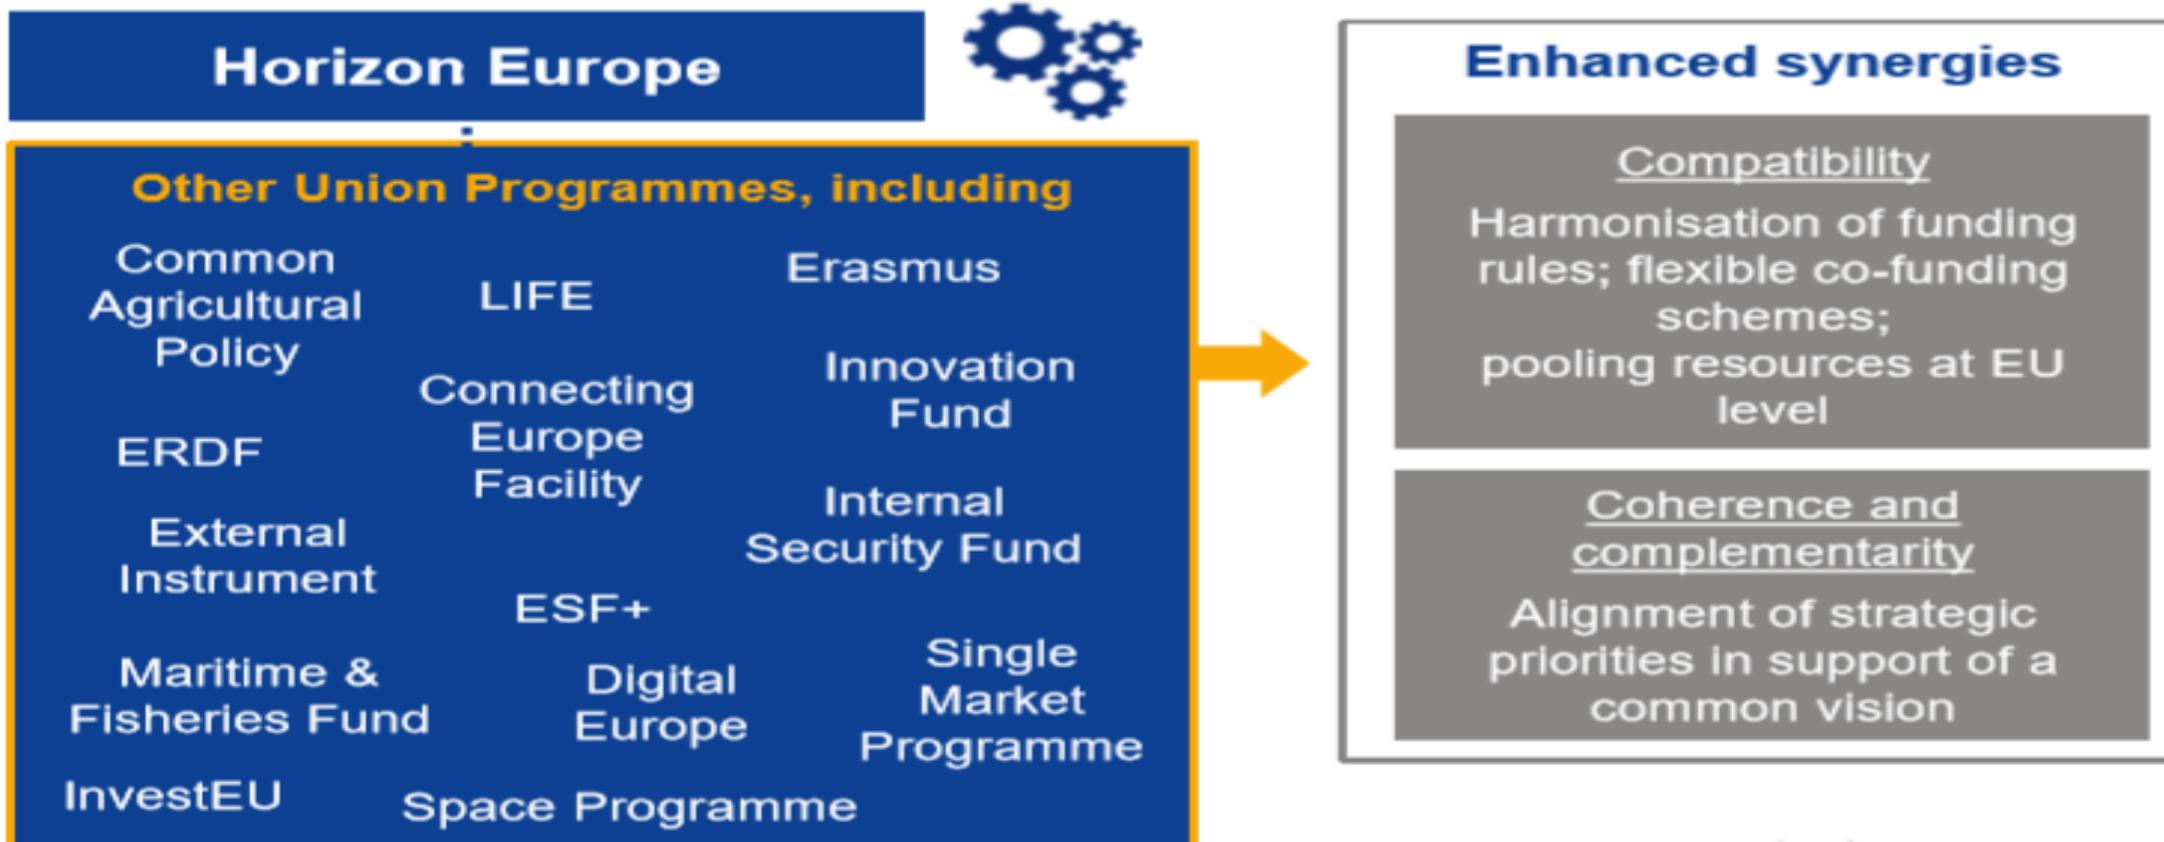 Horizon Europe
Other Union Programmes, including
Common
Agricultural
Policy
LIFE
Erasmus
Connecting
Europe
Facility
Innovation
Fund
ERDF
Internal
Security Fund
External
Instrument
ESF+
Maritime &
Fisheries Fund
Digital
Europe
Single
Market
Programme
InvestEU
Space Programme
Enhanced synergies
Compatibility
Harmonisation of funding
rules; flexible co-funding
schemes;
pooling resources at EU
level
Coherence and
complementarity
Alignment of strategic
priorities in support of a
common vision